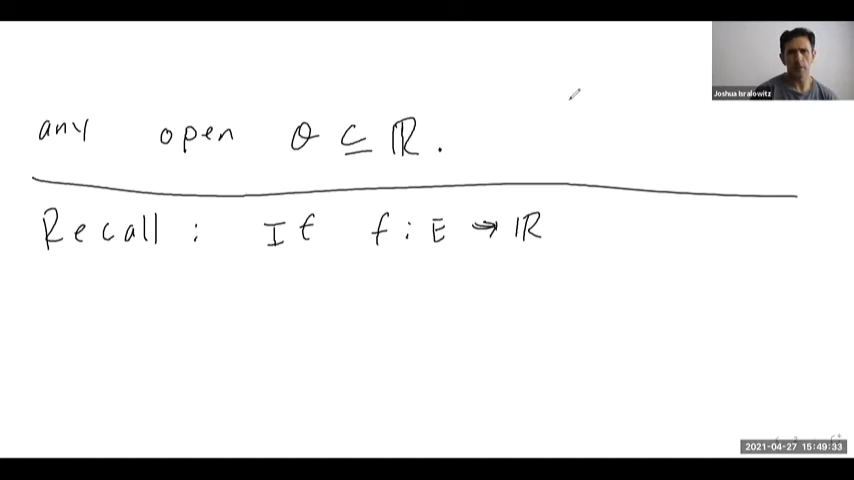 Joshua Isralowitz
any open O ⊆ ℝ.
Recall: If f: E → ℝ
2021-04-27 15:49:33